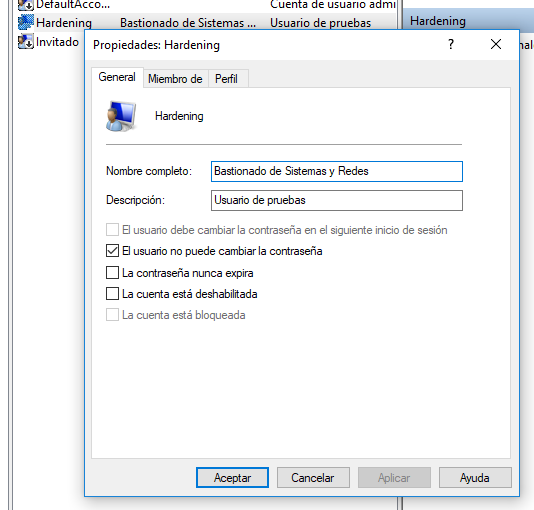 DefaultAcco... Cuenta de usuario admi
Hardening Bastionado de Sistemas ... Usuario de pruebas
Invitado
Hardening
Propiedades: Hardening
General Miembro de Perfil
Hardening
Nombre completo: Bastionado de Sistemas y Redes
Descripción: Usuario de pruebas
El usuario debe cambiar la contraseña en el siguiente inicio de sesión
El usuario no puede cambiar la contraseña
La contraseña nunca expira
La cuenta está deshabilitada
La cuenta está bloqueada
Aceptar Cancelar Aplicar Ayuda